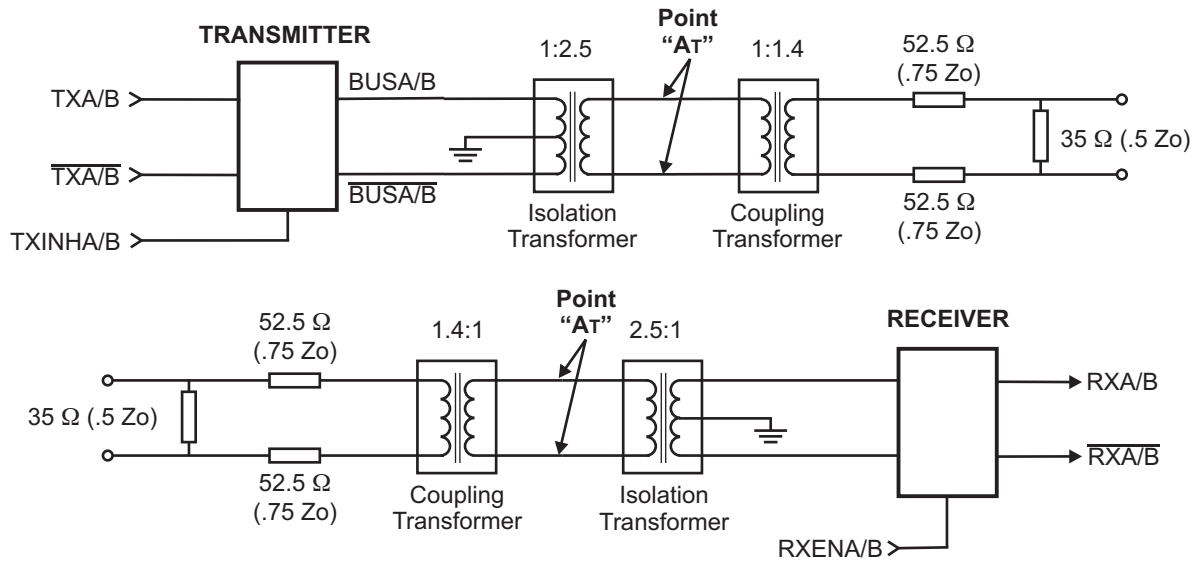 TRANSMITTER
Point
“AT”
1:2.5
1:1.4
52.5 Ω
(.75 Zo)
TXA/B
BUSA/B
35 Ω (.5 Zo)
TXA/B
BUSA/B
TXINHA/B
Isolation
Transformer
Coupling
Transformer
52.5 Ω
(.75 Zo)
Point
“AT”
52.5 Ω
(.75 Zo)
1.4:1
2.5:1
RECEIVER
RXA/B
35 Ω (.5 Zo)
RXA/B
52.5 Ω
(.75 Zo)
Coupling
Transformer
Isolation
Transformer
RXENA/B